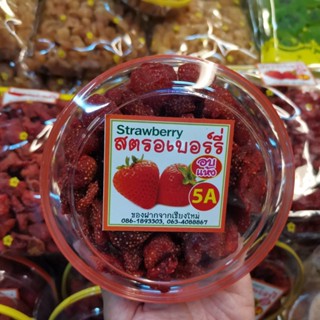 Strawberry
สตรอเบอร์รี่
อบ
แห้ง
5A
ของฝากจากเชียงใหม่
086-1893303, 063-4088867